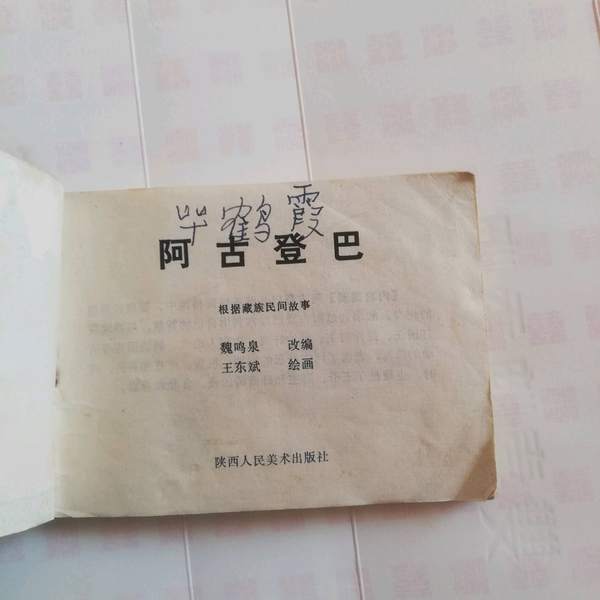 鹤霞
阿古登巴
根据藏族民间故事
魏鸣泉 改编
王东斌 绘画
陕西人民美术出版社